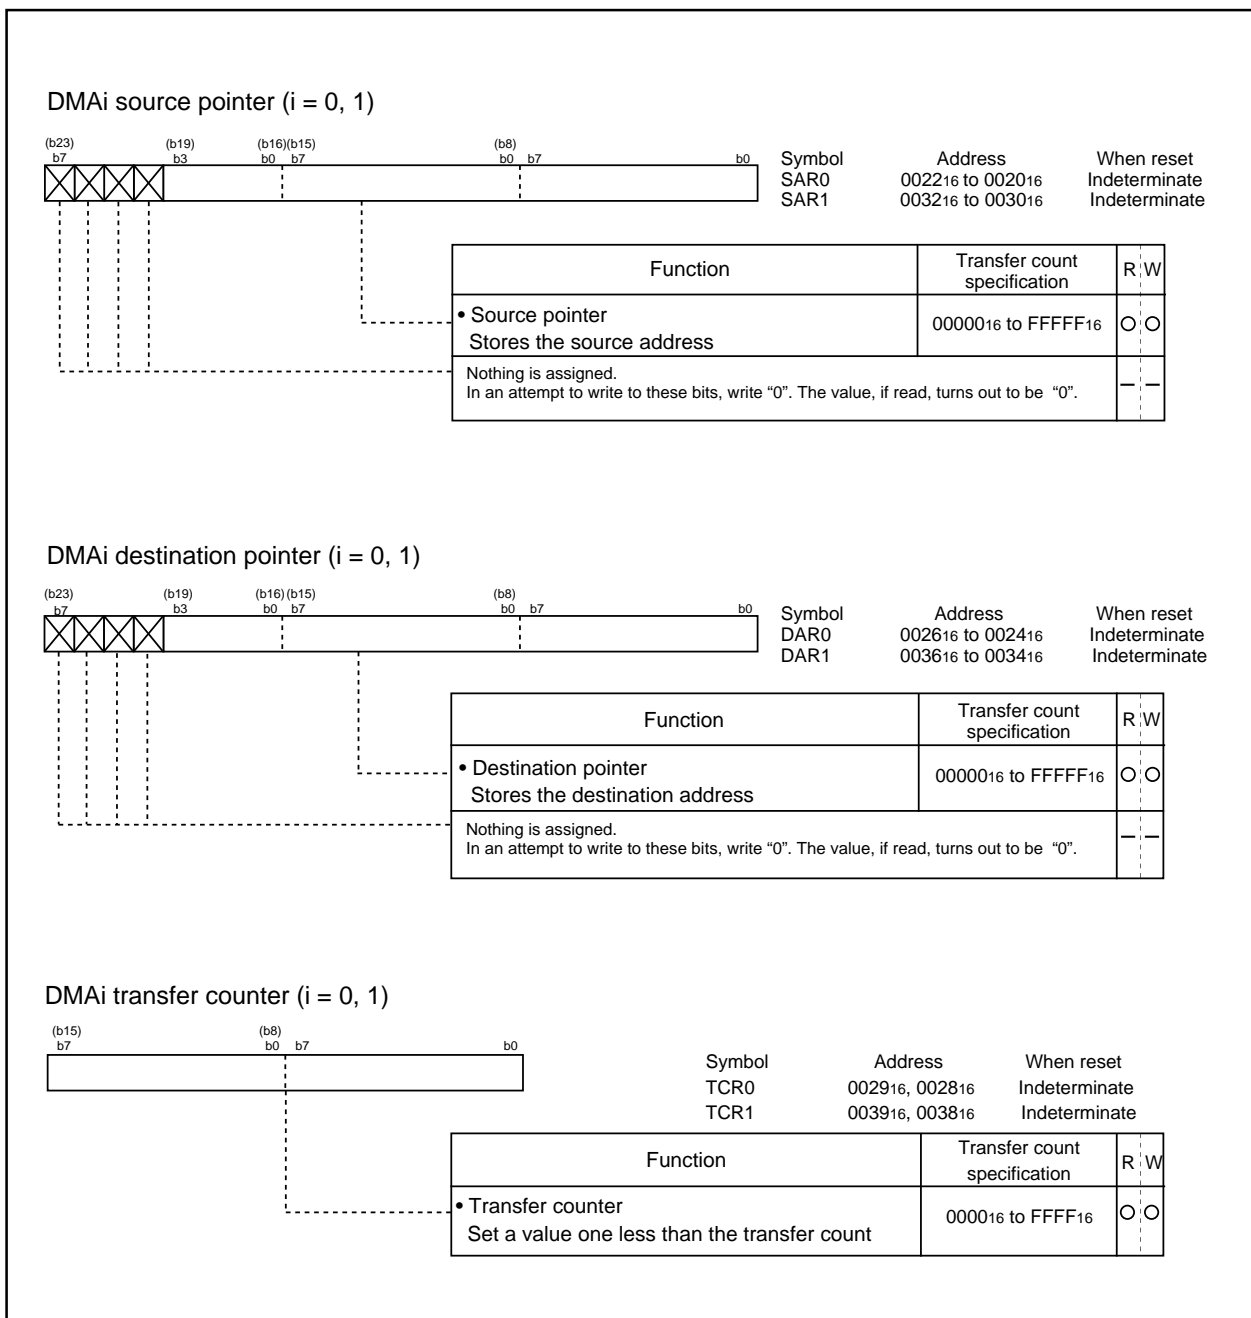 DMAi source pointer (i = 0, 1)
(b23) (b19) (b16)(b15) (b8)
b7 b3 b0 b7 b0 b7 b0
Symbol Address When reset
SAR0 002216 to 002016 Indeterminate
SAR1 003216 to 003016 Indeterminate
Function Transfer count specification R W
• Source pointer
Stores the source address
0000016 to FFFFF16
Nothing is assigned.
In an attempt to write to these bits, write “0”. The value, if read, turns out to be “0”.
DMAi destination pointer (i = 0, 1)
(b23) (b19) (b16)(b15) (b8)
b7 b3 b0 b7 b0 b7 b0
Symbol Address When reset
DAR0 002616 to 002416 Indeterminate
DAR1 003616 to 003416 Indeterminate
Function Transfer count specification R W
• Destination pointer
Stores the destination address
0000016 to FFFFF16
Nothing is assigned.
In an attempt to write to these bits, write “0”. The value, if read, turns out to be “0”.
DMAi transfer counter (i = 0, 1)
(b15) (b8)
b7 b0 b7 b0
Symbol Address When reset
TCR0 002916, 002816 Indeterminate
TCR1 003916, 003816 Indeterminate
Function Transfer count specification R W
• Transfer counter
Set a value one less than the transfer count
000016 to FFFF16